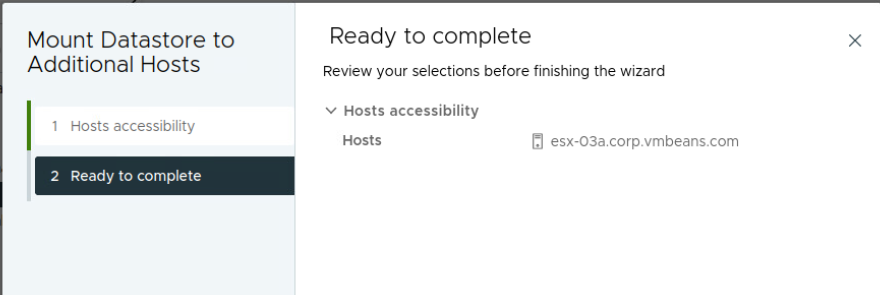 Mount Datastore to
Additional Hosts
1 Hosts accessibility
2 Ready to complete
Ready to complete
Review your selections before finishing the wizard
Hosts accessibility
Hosts esx-03a.corp.vmbeans.com